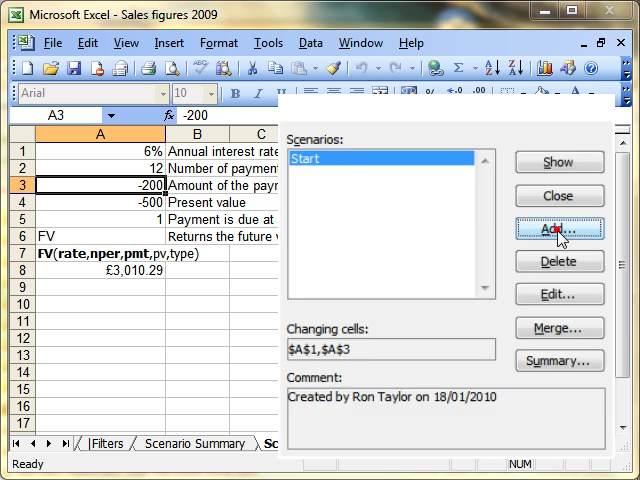 Microsoft Excel - Sales figures 2009
File Edit View Insert Format Tools Data Window Help
Arial 10 B I U
A3 fx -200
A B C
1 6% Annual interest rate
2 12 Number of payment
3 -200 Amount of the payn
4 -500 Present value
5 1 Payment is due at
6 FV Returns the future v
7 FV(rate,nper,pmt,pv,type)
8 £3,010.29
9
10
11
12
13
14
15
16
17
Scenarios:
Start
Show
Close
Add...
Delete
Edit...
Merge...
Summary...
Changing cells:
$A$1,$A$3
Comment:
Created by Ron Taylor on 18/01/2010
Filters Scenario Summary Sc
Ready NUM